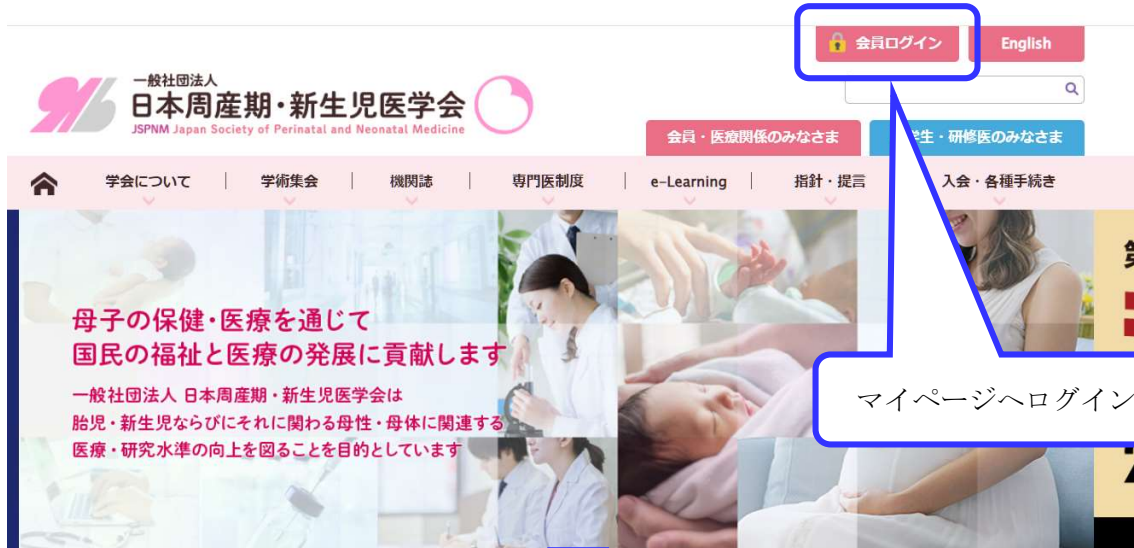 会員ログイン
English
一般社団法人
日本周産期・新生児医学会
JSPNM Japan Society of Perinatal and Neonatal Medicine
会員・医療関係のみなさま
学生・研修医のみなさま
学会について
学術集会
機関誌
専門医制度
e-Learning
指針・提言
入会・各種手続き
母子の保健・医療を通じて
国民の福祉と医療の発展に貢献します
一般社団法人 日本周産期・新生児医学会は
胎児・新生児ならびにそれに関わる母性・母体に関連する
医療・研究水準の向上を図ることを目的としています
マイページへログイン